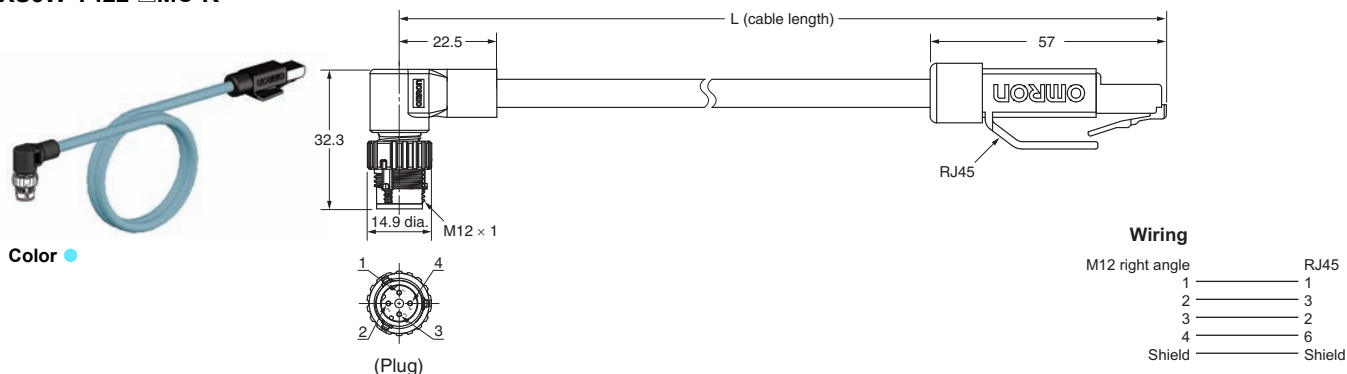 L (cable length)
22.5
57
32.3
OMRON
OMRON
RJ45
14.9 dia.
M12 × 1
Color
1
4
2
3
(Plug)
Wiring
M12 right angle RJ45
1 1
2 3
3 2
4 6
Shield Shield